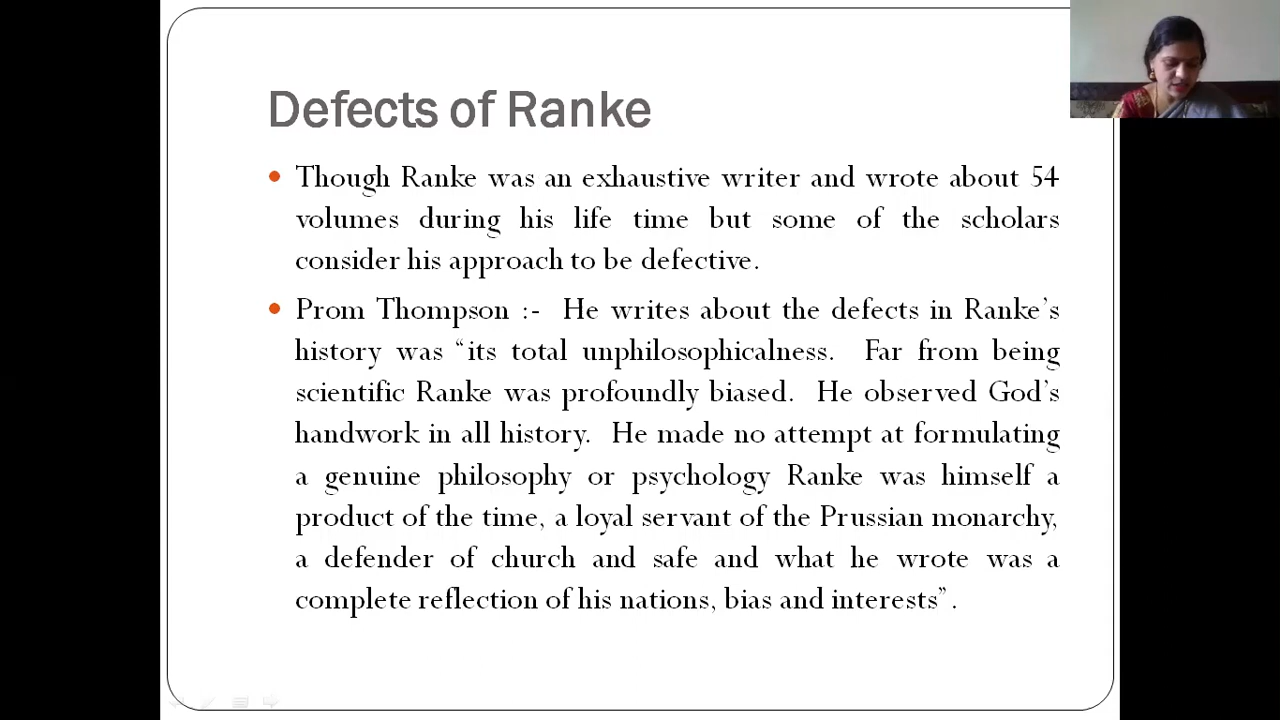 Defects of Ranke
• Though Ranke was an exhaustive writer and wrote about 54
volumes during his life time but some of the scholars
consider his approach to be defective.
• Prom Thompson :- He writes about the defects in Ranke’s
history was “its total unphilosophicalness. Far from being
scientific Ranke was profoundly biased. He observed God’s
handwork in all history. He made no attempt at formulating
a genuine philosophy or psychology Ranke was himself a
product of the time, a loyal servant of the Prussian monarchy,
a defender of church and safe and what he wrote was a
complete reflection of his nations, bias and interests”.